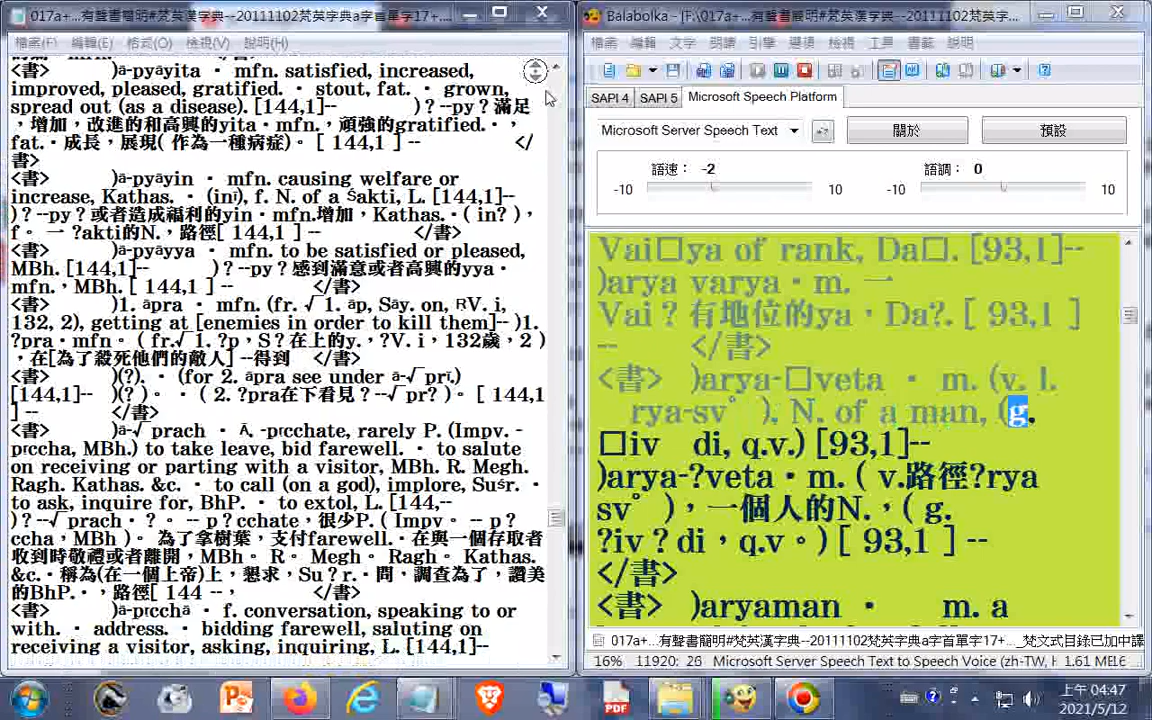 017a+...有聲書簡明#梵英漢字典--20111102梵英字典a字首單字17+...
檔案(F) 編輯(E) 格式(O) 檢視(V) 說明(H)
<書> )ā-pyāyita · mfn. satisfied, increased,
improved, pleased, gratified. · stout, fat. · grown,
spread out (as a disease). [144,1]-- )? --py? 滿足
，增加，改進的和高興的yita · mfn.，頑強的gratified. · ，
fat. · 成長，展現( 作為一種病症)。 [ 144,1 ] -- </
書>
<書> )ā-pyāyin · mfn. causing welfare or
increase, Kathas. · (inī), f. N. of a Śakti, L. [144,1]--
)? --py? 或者造成福利的yin · mfn.增加，Kathas. · ( in? )，
f。 一 ?akti的N.，路徑[ 144,1 ] -- </書>
<書> )ā-pyāyya · mfn. to be satisfied or pleased,
MBh. [144,1]-- )? --py? 感到滿意或者高興的yya ·
mfn.，MBh. [ 144,1 ] -- </書>
<書> )1. āpra · mfn. (fr. √ 1. āp, Sāy. on, RV. i,
132, 2), getting at [enemies in order to kill them]-- )1.
?pra · mfn。 ( fr.√ 1. ?p，S? 在上的y.，?V. i，132歲，2 )
，在[為了殺死他們的敵人] --得到 </書>
<書> )(?). · (for 2. āpra see under ā-√prī.)
[144,1]-- )(? )。 · ( 2. ?pra在下看見? --√pr? )。 [ 144,1
] -- </書>
<書> )ā-√prach · Ā. -pṛcchate, rarely P. (Impv. -
pṛccha, MBh.) to take leave, bid farewell. · to salute
on receiving or parting with a visitor, MBh. R. Megh.
Ragh. Kathas. &c. · to call (on a god), implore, Suśr. ·
to ask, inquire for, BhP. · to extol, L. [144,--
)? --√prach · ? 。 -- p ? cchate，很少P. ( Impv 。 -- p ?
ccha，MBh )。 為了拿樹葉，支付farewell. · 在與一個存取者
收到時敬禮或者離開，MBh。 R。 Megh。 Ragh。 Kathas.
&c. · 稱為(在一個上帝)上，懇求，Su ? r. · 問，調查為了，讚美
的BhP. · ，路徑[ 144 --， </書>
<書> )ā-pṛcchā · f. conversation, speaking to or
with. · address. · bidding farewell, saluting on
receiving a visitor, asking, inquiring, L. [144,1]--
Balabolka - [F:\017a+...有聲書簡明#梵英漢字典--20111102梵英字...
檔案 編輯 文字 朗讀 引擎 選項 檢視 工具 書籤 說明
SAPI 4 SAPI 5 Microsoft Speech Platform
Microsoft Server Speech Text 關於 預設
語速： -2 語調： 0
-10 10 -10 10
Vai□ya of rank, Da□. [93,1]--
)arya varya · m. 一
Vai ? 有地位的ya，Da?. [ 93,1 ]
-- </書>
<書> )arya-□veta · m. (v. l.
rya-sv° ), N. of a man, (g.
□iv di, q.v.) [93,1]--
)arya-?veta · m. ( v.路徑?rya
sv° )，一個人的N.，( g.
?iv ? di，q.v。) [ 93,1 ] --
</書>
<書> )aryaman · m. a
017a+...有聲書簡明#梵英漢字典--20111102梵英字典a字首單字17+..._梵文式目錄已加中譯
16% 11920: 26 Microsoft Server Speech Text to Speech Voice (zh-TW, H 1.61 MЕ
上午 04:47
2021/5/12